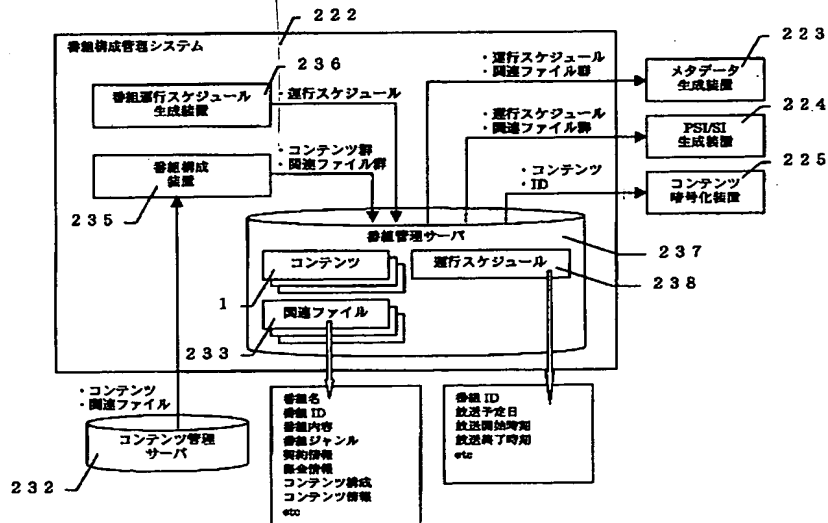 222
番組構成管理システム
236
番組運行スケジュール
生成装置
・運行スケジュール
・コンテンツ群
・関連ファイル群
番組構成
装置
235
・運行スケジュール
・関連ファイル群
・運行スケジュール
・関連ファイル群
・コンテンツ
・ID
223
メタデータ
生成装置
224
PSI/SI
生成装置
225
コンテンツ
暗号化装置
番組管理サーバ
237
コンテンツ
1
運行スケジュール
238
関連ファイル
233
・コンテンツ
・関連ファイル
コンテンツ管理
サーバ
232
番組名
番組 ID
番組内容
番組ジャンル
契約情報
課金情報
コンテンツ構成
コンテンツ情報
etc
番組 ID
放送予定日
放送開始時刻
放送終了時刻
etc